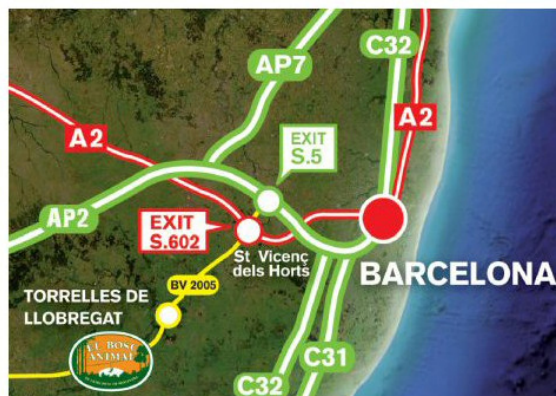 C32
AP7
A2
A2
EXIT
S.5
AP2
EXIT
S.602
St Vicenç
dels Horts
BARCELONA
BV 2005
TORRELLES DE
LLOBREGAT
EL BOSC
ANIMAL
C31
C32